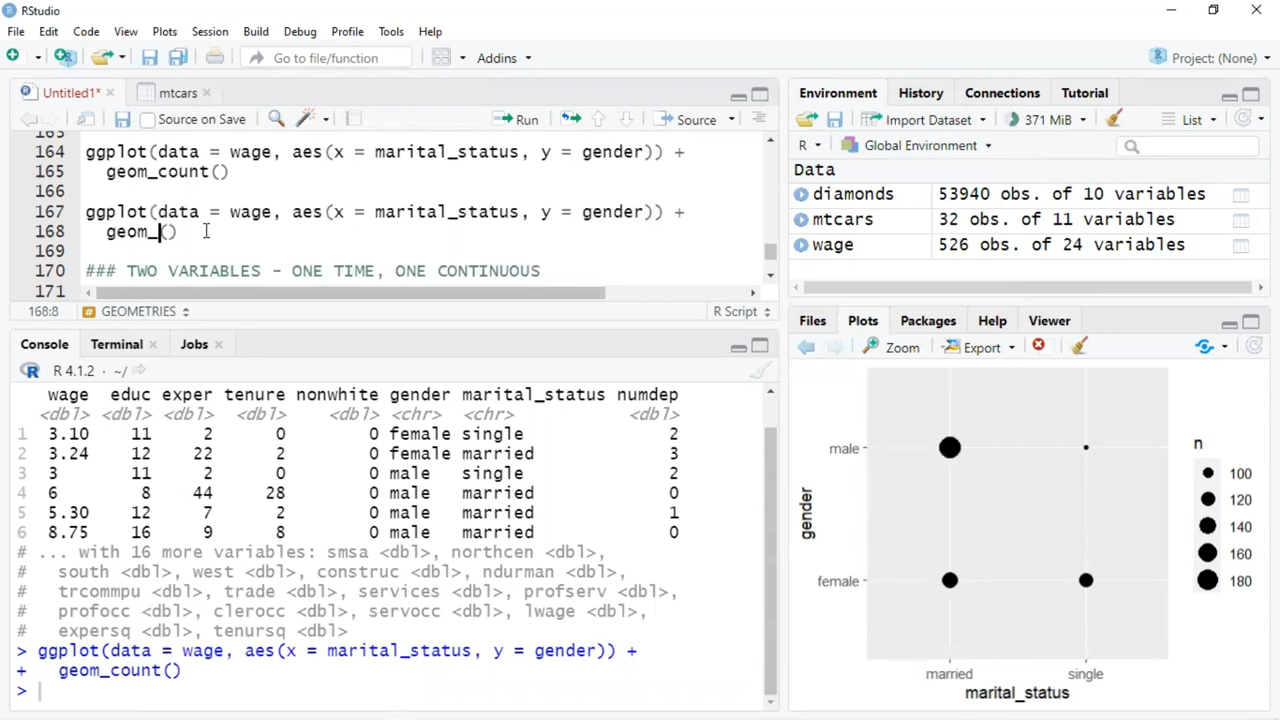 RStudio
File Edit Code View Plots Session Build Debug Profile Tools Help
Go to file/function Addins Project: (None)
Untitled1* mtcars
Source on Save Run Source
163
164 ggplot(data = wage, aes(x = marital_status, y = gender)) +
165 geom_count()
166
167 ggplot(data = wage, aes(x = marital_status, y = gender)) +
168 geom_()
169
170 ### TWO VARIABLES - ONE TIME, ONE CONTINUOUS
171
168:8 # GEOMETRIES R Script
Console Terminal Jobs
R 4.1.2 · ~/
wage educ exper tenure nonwhite gender marital_status numdep
<dbl> <dbl> <dbl> <dbl> <dbl> <chr> <chr> <dbl>
1 3.10 11 2 0 0 female single 2
2 3.24 12 22 2 0 female married 3
3 3 11 2 0 0 male single 2
4 6 8 44 28 0 male married 0
5 5.30 12 7 2 0 male married 1
6 8.75 16 9 8 0 male married 0
# ... with 16 more variables: smsa <dbl>, northcen <dbl>,
# south <dbl>, west <dbl>, construc <dbl>, ndurman <dbl>,
# trcommpu <dbl>, trade <dbl>, services <dbl>, profserv <dbl>,
# profocc <dbl>, clerocc <dbl>, servocc <dbl>, lwage <dbl>,
# expersq <dbl>, tenursq <dbl>
> ggplot(data = wage, aes(x = marital_status, y = gender)) +
+ geom_count()
>
Environment History Connections Tutorial
Import Dataset 371 MiB List
R Global Environment
Data
diamonds 53940 obs. of 10 variables
mtcars 32 obs. of 11 variables
wage 526 obs. of 24 variables
Files Plots Packages Help Viewer
Zoom Export
gender
male
female
married single
marital_status
n
100
120
140
160
180